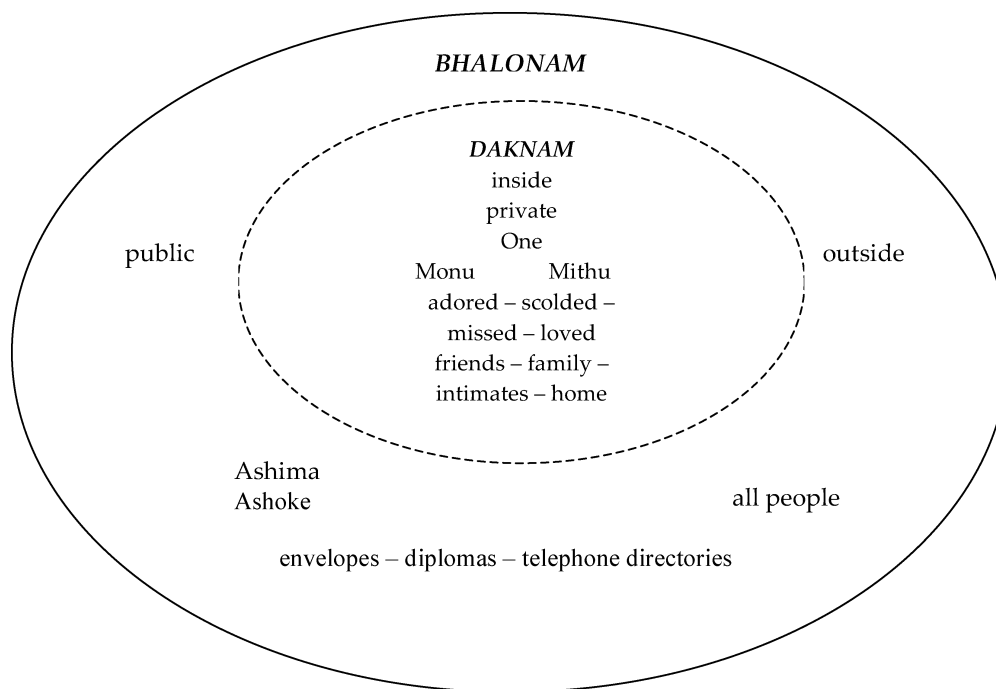 BHALONAM
DAKNAM
inside
private
One
public
outside
Monu Mithu
adored – scolded –
missed – loved
friends – family –
intimates – home
Ashima
Ashoke
all people
envelopes – diplomas – telephone directories